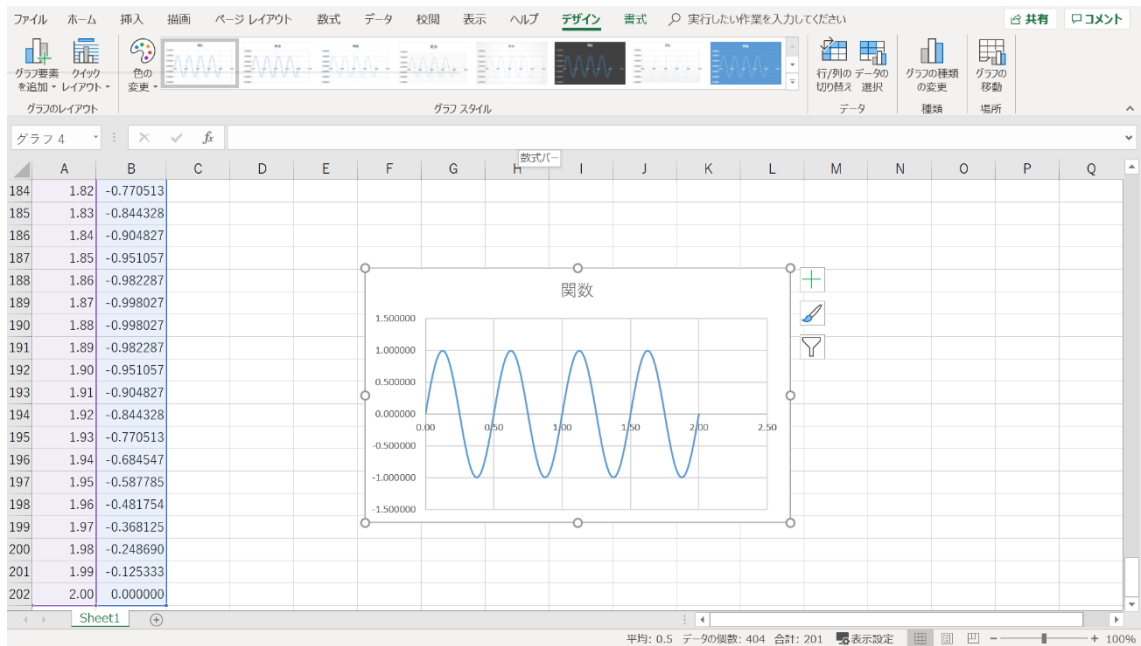 ファイル ホーム 挿入 描画 ページ レイアウト 数式 データ 校閲 表示 ヘルプ デザイン 書式 実行したい作業を入力してください 共有 コメント
グラフ要素を追加 クイックレイアウト 色の変更 行/列の切り替え データの選択 グラフの種類の変更 グラフの移動
グラフのレイアウト グラフ スタイル データ 種類 場所
グラフ 4 fx
数式バー
A B C D E F G H I J K L M N O P Q
184 1.82 -0.770513
185 1.83 -0.844328
186 1.84 -0.904827
187 1.85 -0.951057
188 1.86 -0.982287
189 1.87 -0.998027
190 1.88 -0.998027
191 1.89 -0.982287
192 1.90 -0.951057
193 1.91 -0.904827
194 1.92 -0.844328
195 1.93 -0.770513
196 1.94 -0.684547
197 1.95 -0.587785
198 1.96 -0.481754
199 1.97 -0.368125
200 1.98 -0.248690
201 1.99 -0.125333
202 2.00 0.000000
関数
1.500000
1.000000
0.500000
0.000000
0.00 0.50 1.00 1.50 2.00 2.50
-0.500000
-1.000000
-1.500000
Sheet1
平均: 0.5 データの個数: 404 合計: 201 表示設定 100%